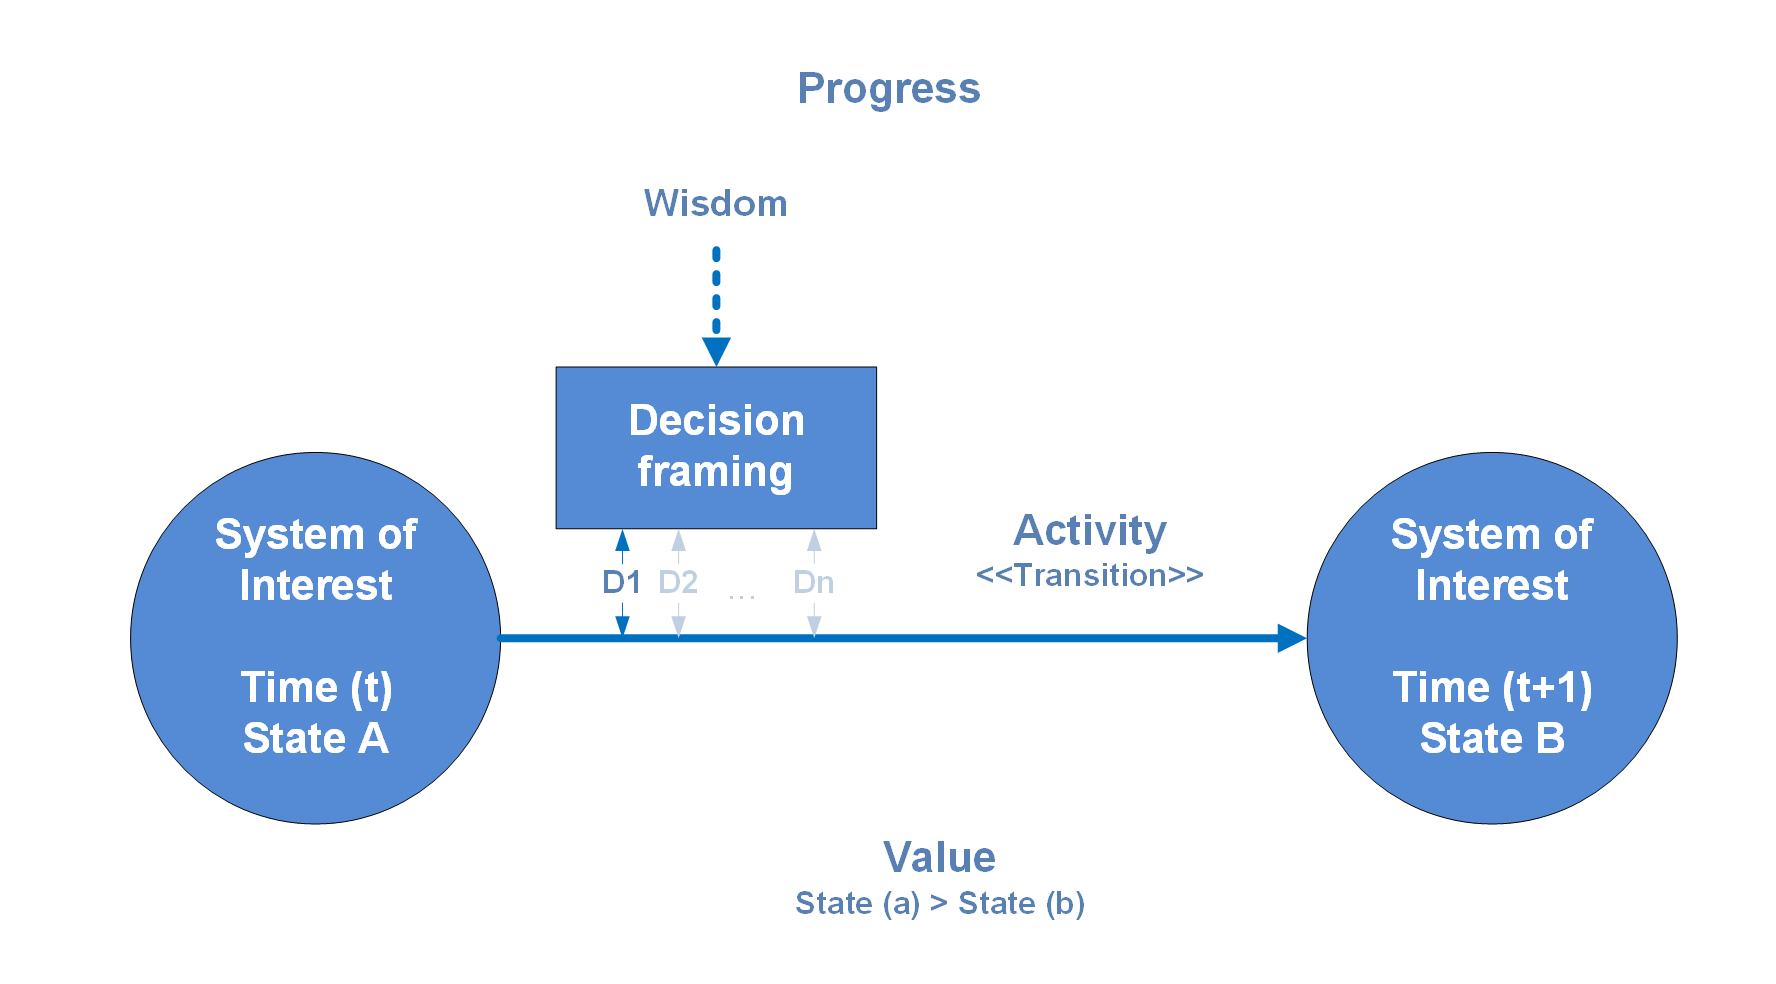 Progress
Wisdom
Decision
framing
System of
Interest
Time (t)
State A
D1 D2 ... Dn
Activity
<<Transition>>
System of
Interest
Time (t+1)
State B
Value
State (a) > State (b)